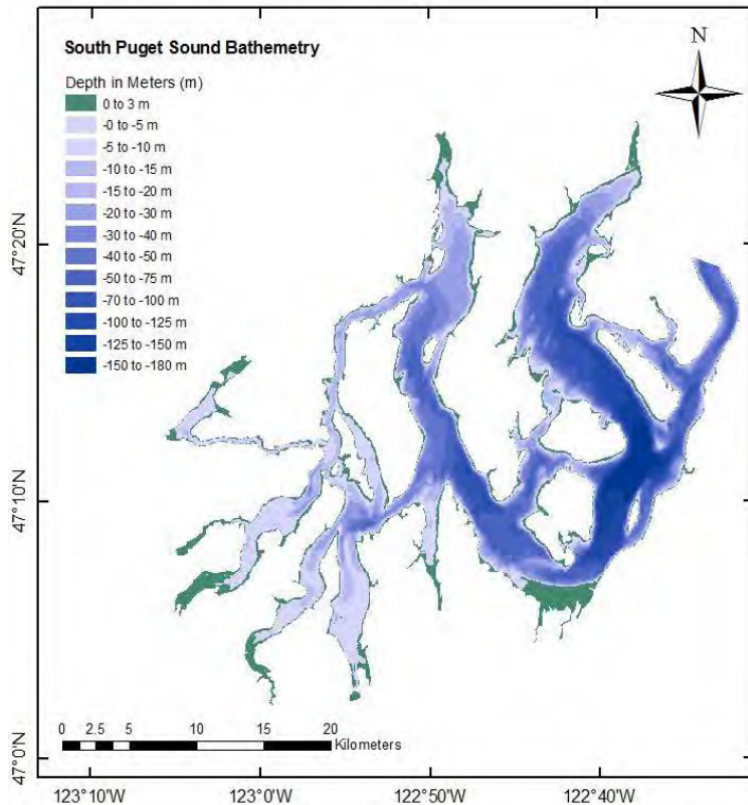 South Puget Sound Bathemetry
N
Depth in Meters (m)
0 to 3 m
-0 to -5 m
-5 to -10 m
-10 to -15 m
-15 to -20 m
-20 to -30 m
-30 to -40 m
-40 to -50 m
-50 to -75 m
-70 to -100 m
-100 to -125 m
-125 to -150 m
-150 to -180 m
47°20'N
47°10'N
47°0'N
0 2.5 5 10 15 20
Kilometers
123°10'W 123°0'W 122°50'W 122°40'W